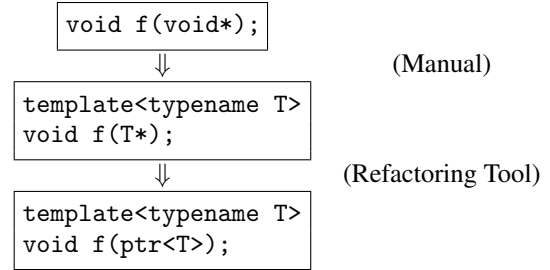 void f(void*);
⇓
(Manual)
template<typename T>
void f(T*);
⇓
(Refactoring Tool)
template<typename T>
void f(ptr<T>);